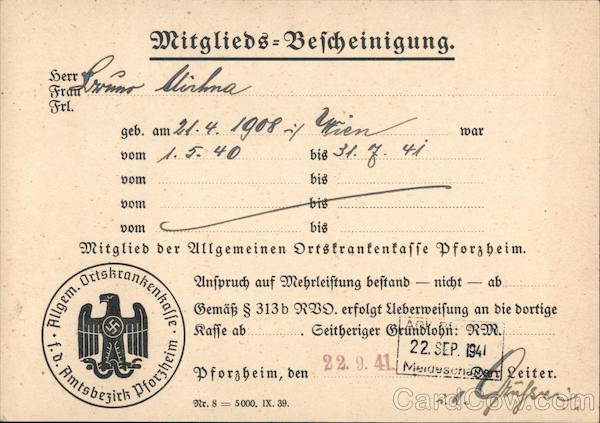 Mitglieds-Bescheinigung.
Herr
Frau
Frl.
Bruno
geb. am 21.4. 1908 i/ Wien war
vom 1.5.40 bis 31.7.41
vom bis
vom bis
vom bis
Mitglied der Allgemeinen Ortskrankenkasse Pforzheim.
Anspruch auf Mehrleistung bestand — nicht — ab
Gemäß § 313b RVO. erfolgt Ueberweisung an die dortige
Kasse ab Seitheriger Grundlohn: RM.
22. SEP. 1941
Pforzheim, den 22.9.41. Der Leiter.
Nr. 8 = 5000. IX. 39.
Allgem. Ortskrankenkasse
f. d. Amtsbezirk Pforzheim
CardCow.com